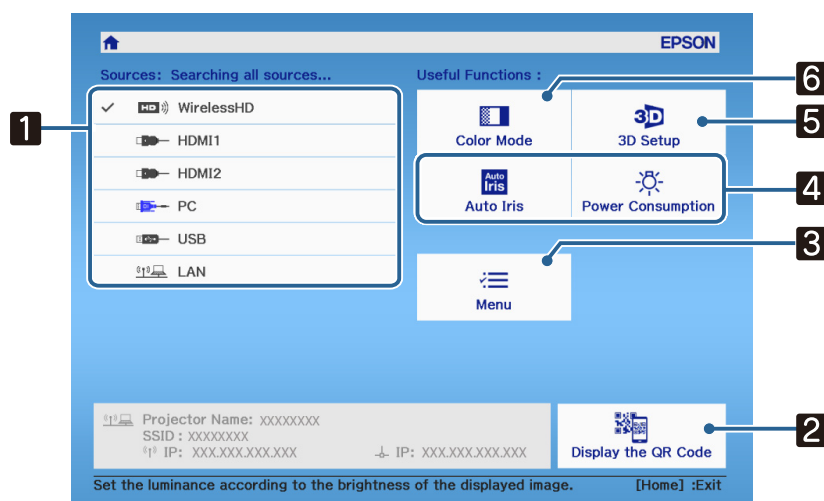 EPSON
Sources: Searching all sources...
Useful Functions :
1
HD WirelessHD
HDMI1
HDMI2
PC
USB
LAN
6
Color Mode
3D
3D Setup
5
Auto
Iris
Auto Iris
Power Consumption
4
3
Menu
Projector Name: XXXXXXXX
SSID : XXXXXXXX
IP: XXX.XXX.XXX.XXX IP: XXX.XXX.XXX.XXX
Display the QR Code
2
Set the luminance according to the brightness of the displayed image. [Home] :Exit